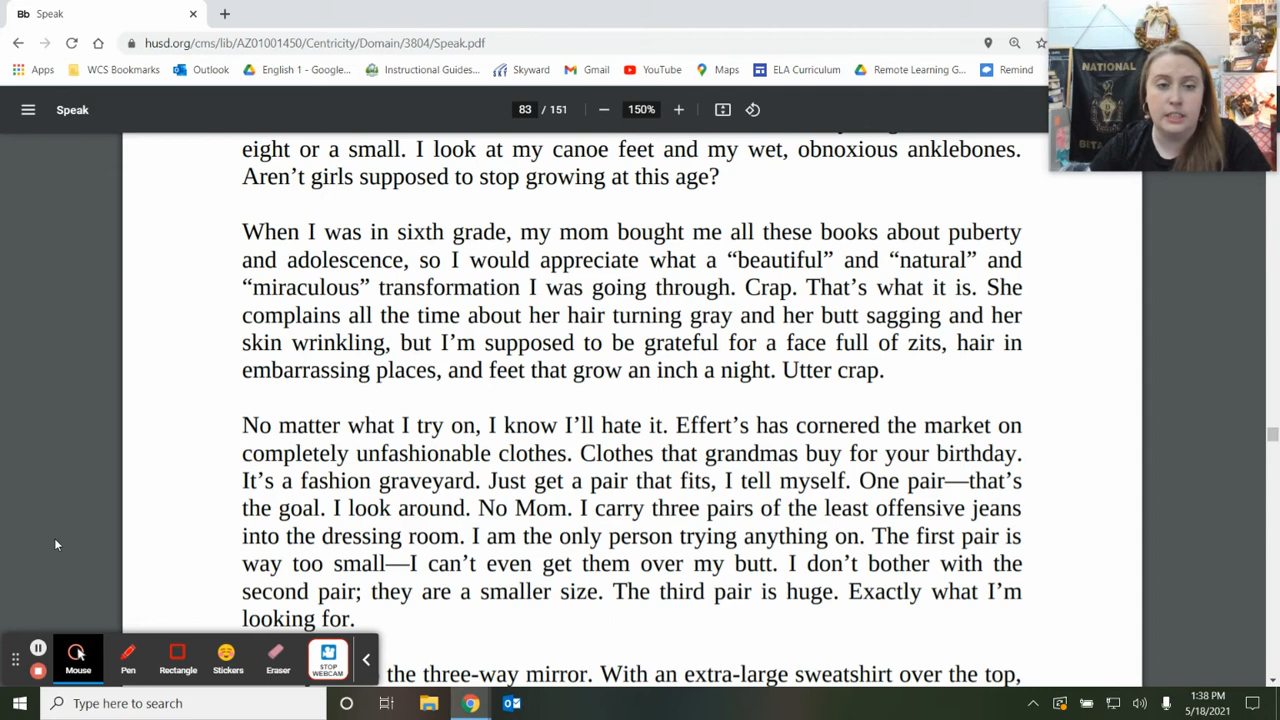 Bb Speak
husd.org/cms/lib/AZ01001450/Centricity/Domain/3804/Speak.pdf
Apps WCS Bookmarks Outlook English 1 - Google... Instructional Guides... Skyward Gmail YouTube Maps ELA Curriculum Remote Learning G... Remind
Speak 83 / 151 150%
NATIONAL
BETA
eight or a small. I look at my canoe feet and my wet, obnoxious anklebones.
Aren’t girls supposed to stop growing at this age?
When I was in sixth grade, my mom bought me all these books about puberty
and adolescence, so I would appreciate what a “beautiful” and “natural” and
“miraculous” transformation I was going through. Crap. That’s what it is. She
complains all the time about her hair turning gray and her butt sagging and her
skin wrinkling, but I’m supposed to be grateful for a face full of zits, hair in
embarrassing places, and feet that grow an inch a night. Utter crap.
No matter what I try on, I know I’ll hate it. Effert’s has cornered the market on
completely unfashionable clothes. Clothes that grandmas buy for your birthday.
It’s a fashion graveyard. Just get a pair that fits, I tell myself. One pair—that’s
the goal. I look around. No Mom. I carry three pairs of the least offensive jeans
into the dressing room. I am the only person trying anything on. The first pair is
way too small—I can’t even get them over my butt. I don’t bother with the
second pair; they are a smaller size. The third pair is huge. Exactly what I’m
looking for.
the three-way mirror. With an extra-large sweatshirt over the top,
Mouse Pen Rectangle Stickers Eraser STOP WEBCAM
Type here to search
1:38 PM
5/18/2021